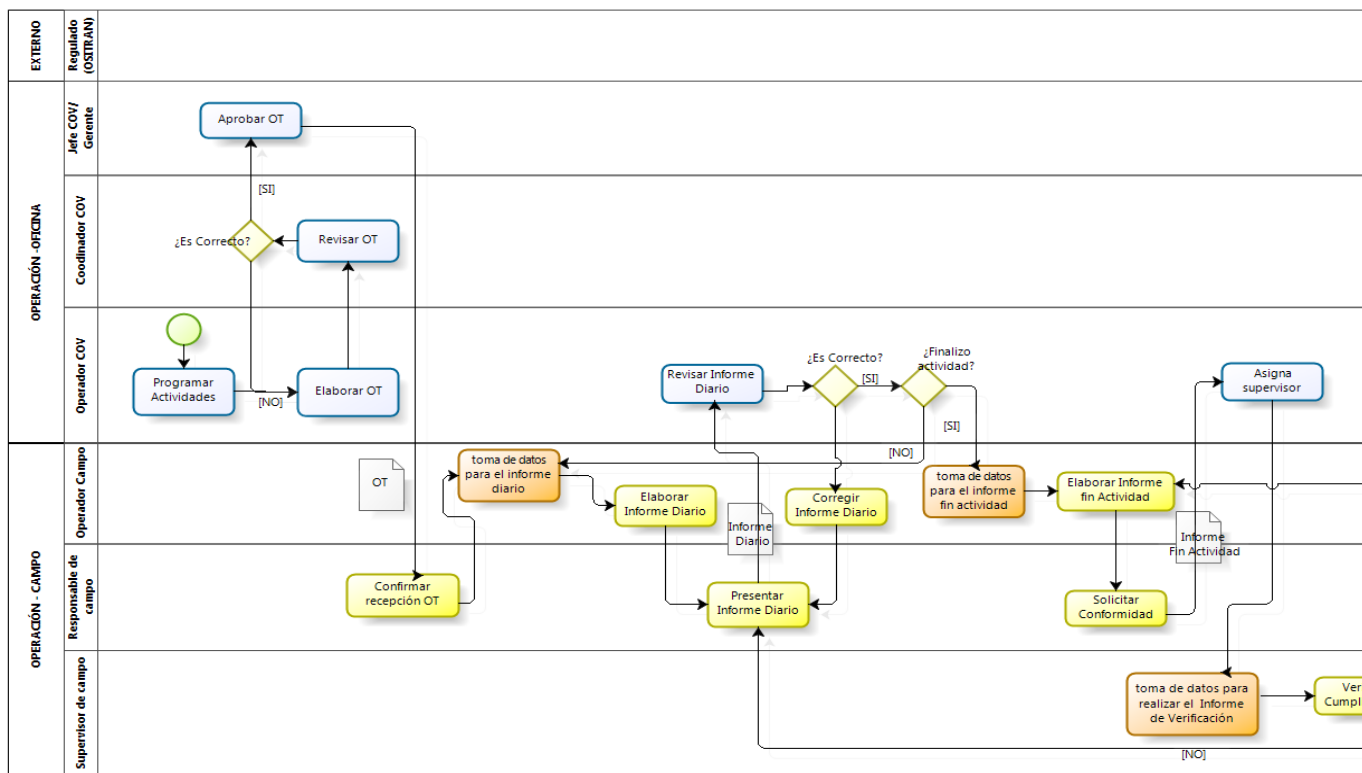 EXTERNO
Regulado
(OSITRAN)
OPERACIÓN -OFICINA
Jefe COV/
Gerente
Aprobar OT
[SI]
Coodinador COV
¿Es Correcto?
Revisar OT
Operador COV
Programar
Actividades
[NO]
Elaborar OT
Revisar Informe
Diario
¿Es Correcto?
[SI]
¿Finalizo
actividad?
[SI]
[NO]
Asigna
supervisor
OPERACIÓN - CAMPO
Operador Campo
OT
toma de datos
para el informe
diario
Elaborar
Informe Diario
Informe
Diario
Corregir
Informe Diario
toma de datos
para el informe
fin actividad
Elaborar Informe
fin Actividad
Informe
Fin Actividad
Responsable de
campo
Confirmar
recepción OT
Presentar
Informe Diario
Solicitar
Conformidad
Supervisor de campo
toma de datos para
realizar el Informe
de Verificación
Ver
Cumpl
[NO]